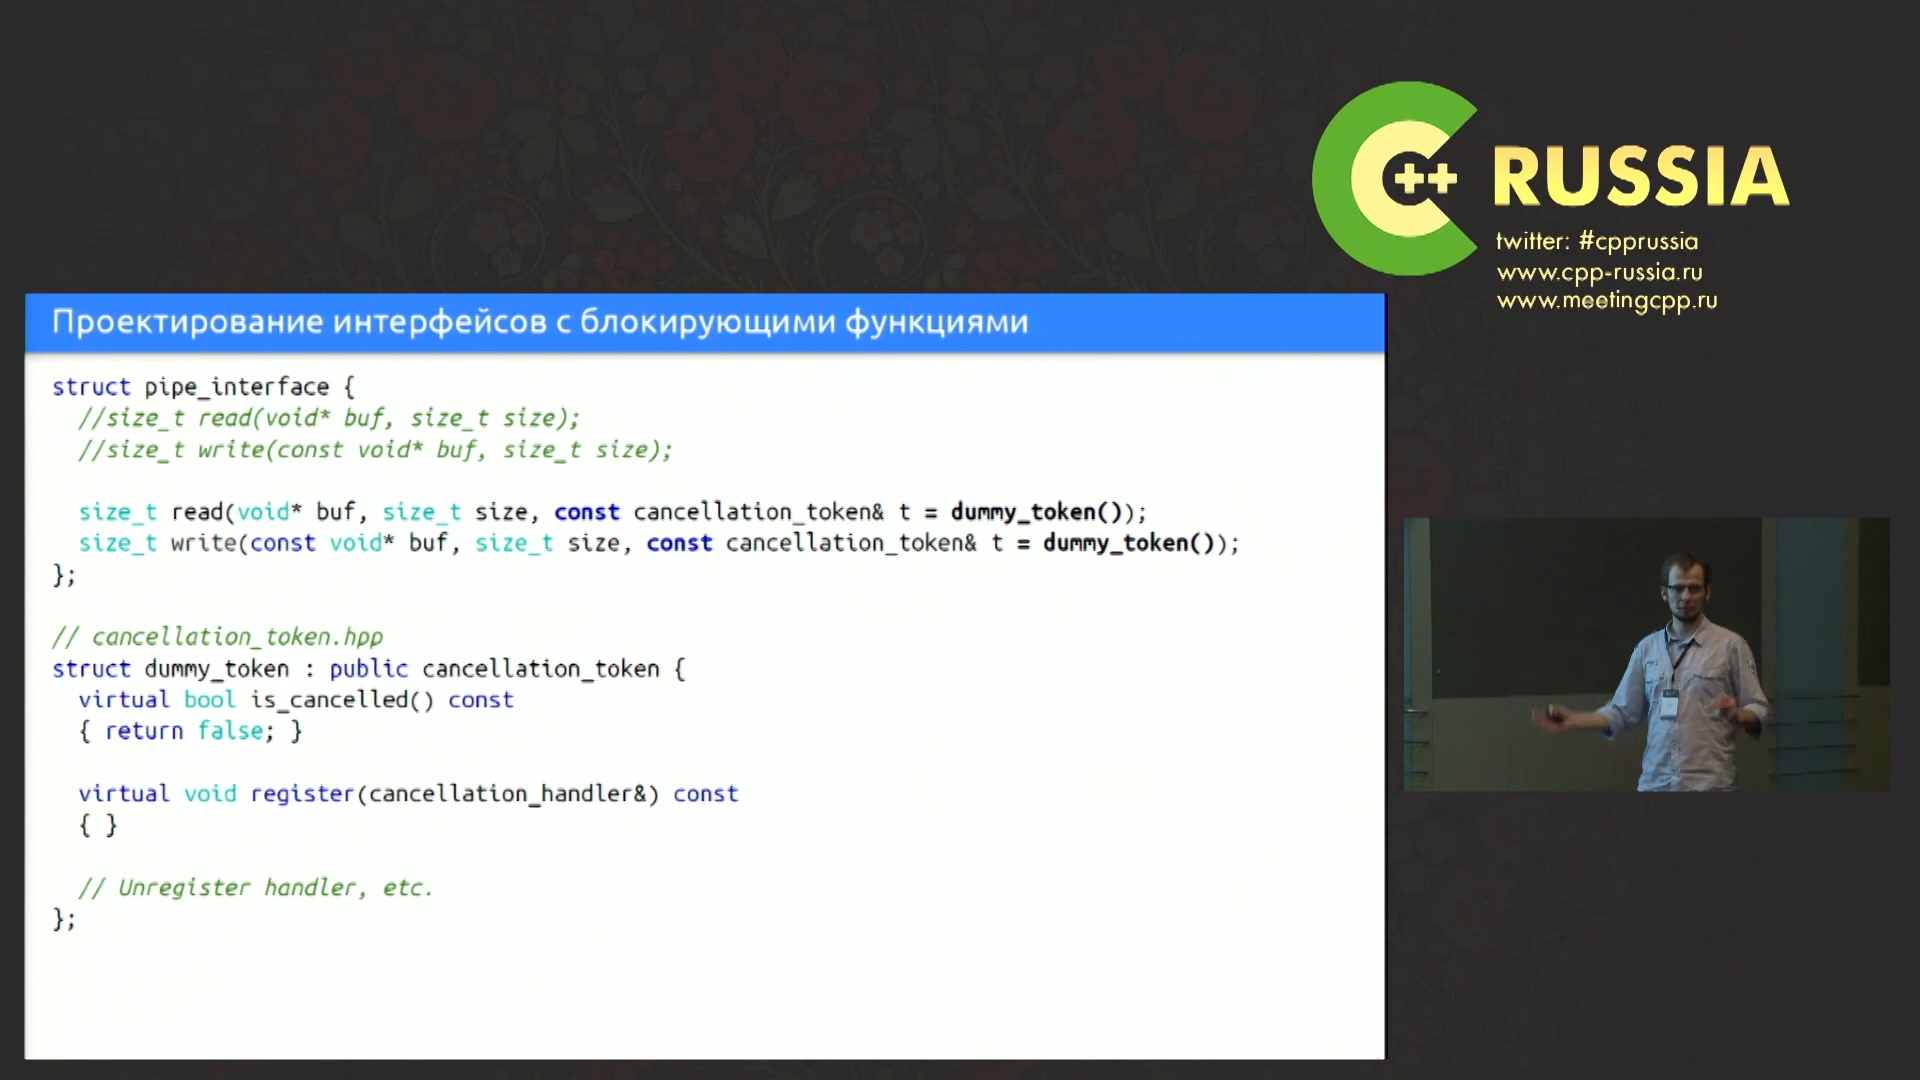 ++ RUSSIA
twitter: #cpprussia
www.cpp-russia.ru
www.meetingcpp.ru
Проектирование интерфейсов с блокирующими функциями
struct pipe_interface {
//size_t read(void* buf, size_t size);
//size_t write(const void* buf, size_t size);
size_t read(void* buf, size_t size, const cancellation_token& t = dummy_token());
size_t write(const void* buf, size_t size, const cancellation_token& t = dummy_token());
};
// cancellation_token.hpp
struct dummy_token : public cancellation_token {
virtual bool is_cancelled() const
{ return false; }
virtual void register(cancellation_handler&) const
{ }
// Unregister handler, etc.
};